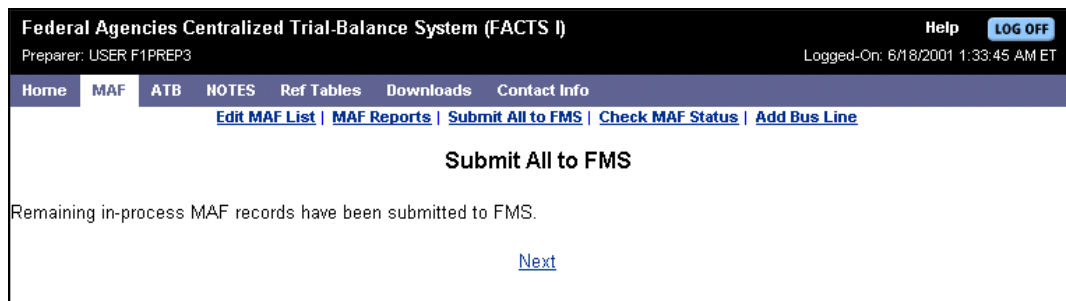 Federal Agencies Centralized Trial-Balance System (FACTS I) Help LOG OFF
Preparer: USER F1PREP3 Logged-On: 6/18/2001 1:33:45 AM ET
Home MAF ATB NOTES Ref Tables Downloads Contact Info
Edit MAF List | MAF Reports | Submit All to FMS | Check MAF Status | Add Bus Line
Submit All to FMS
Remaining in-process MAF records have been submitted to FMS.
Next